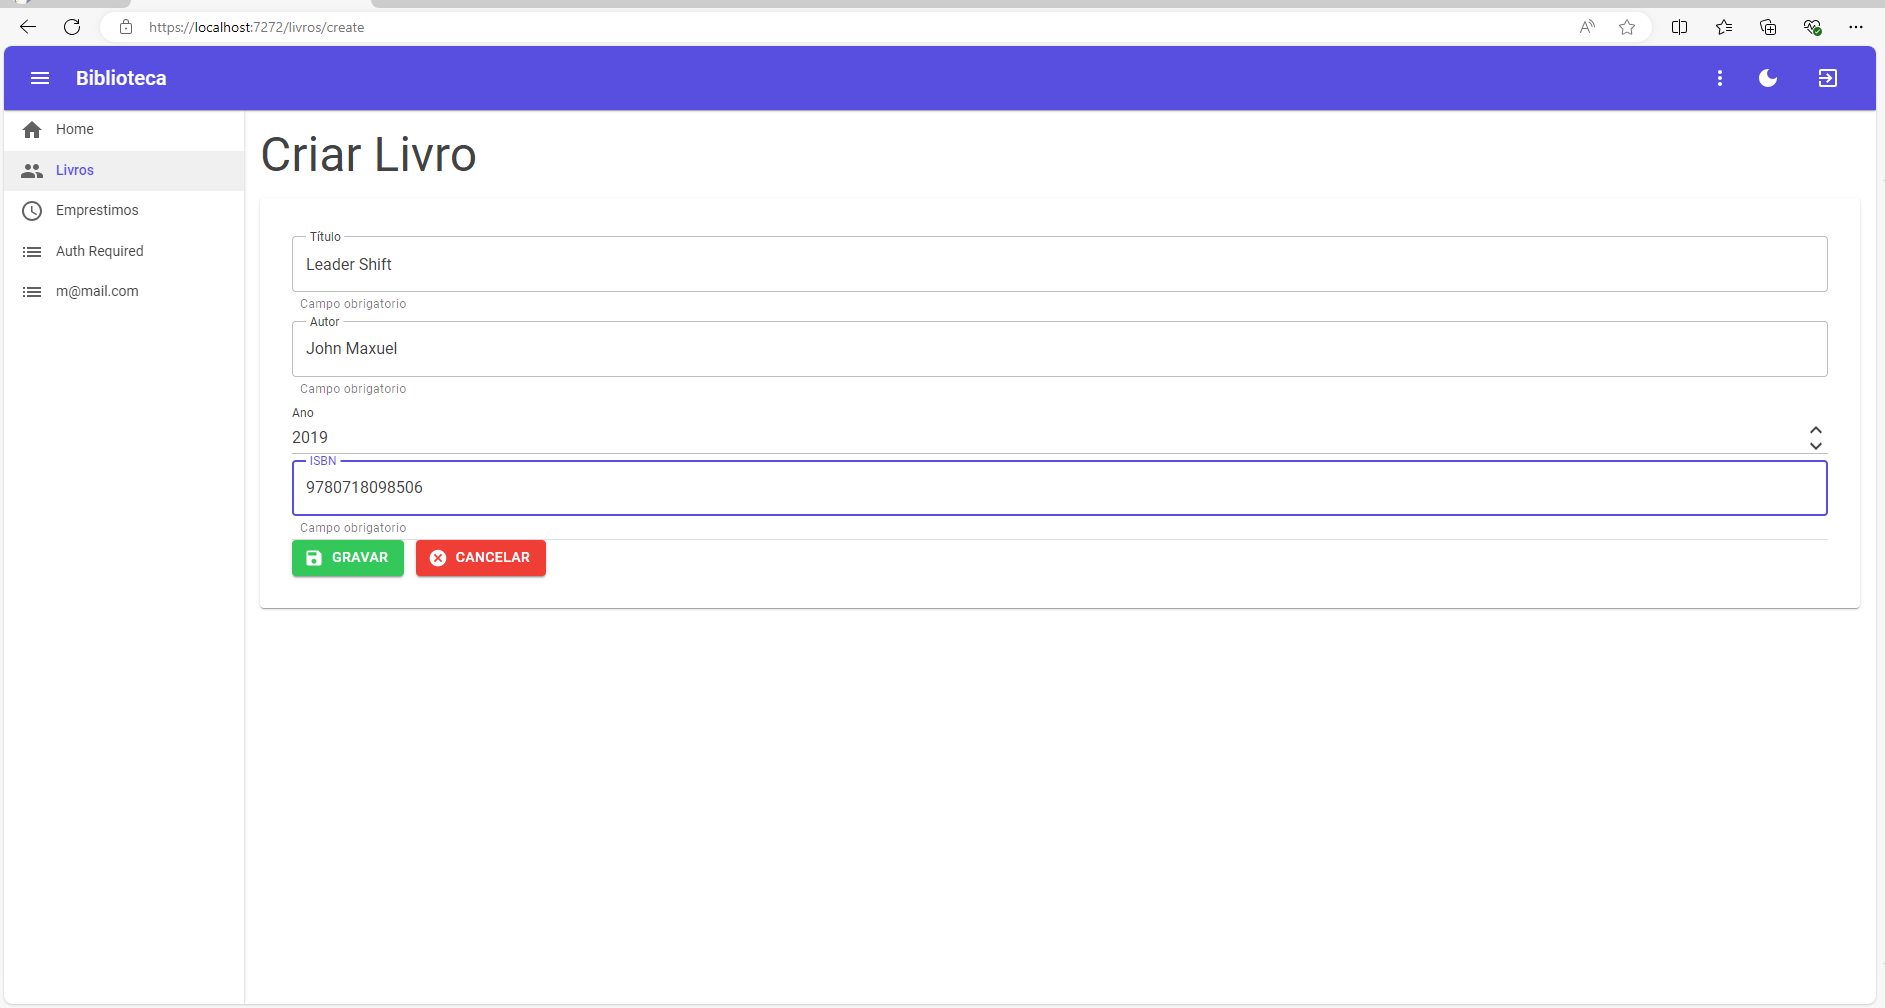 https://localhost:7272/livros/create
Biblioteca
Home
Livros
Emprestimos
Auth Required
m@mail.com
Criar Livro
Título
Leader Shift
Campo obrigatorio
Autor
John Maxuel
Campo obrigatorio
Ano
2019
ISBN
9780718098506
Campo obrigatorio
GRAVAR
CANCELAR